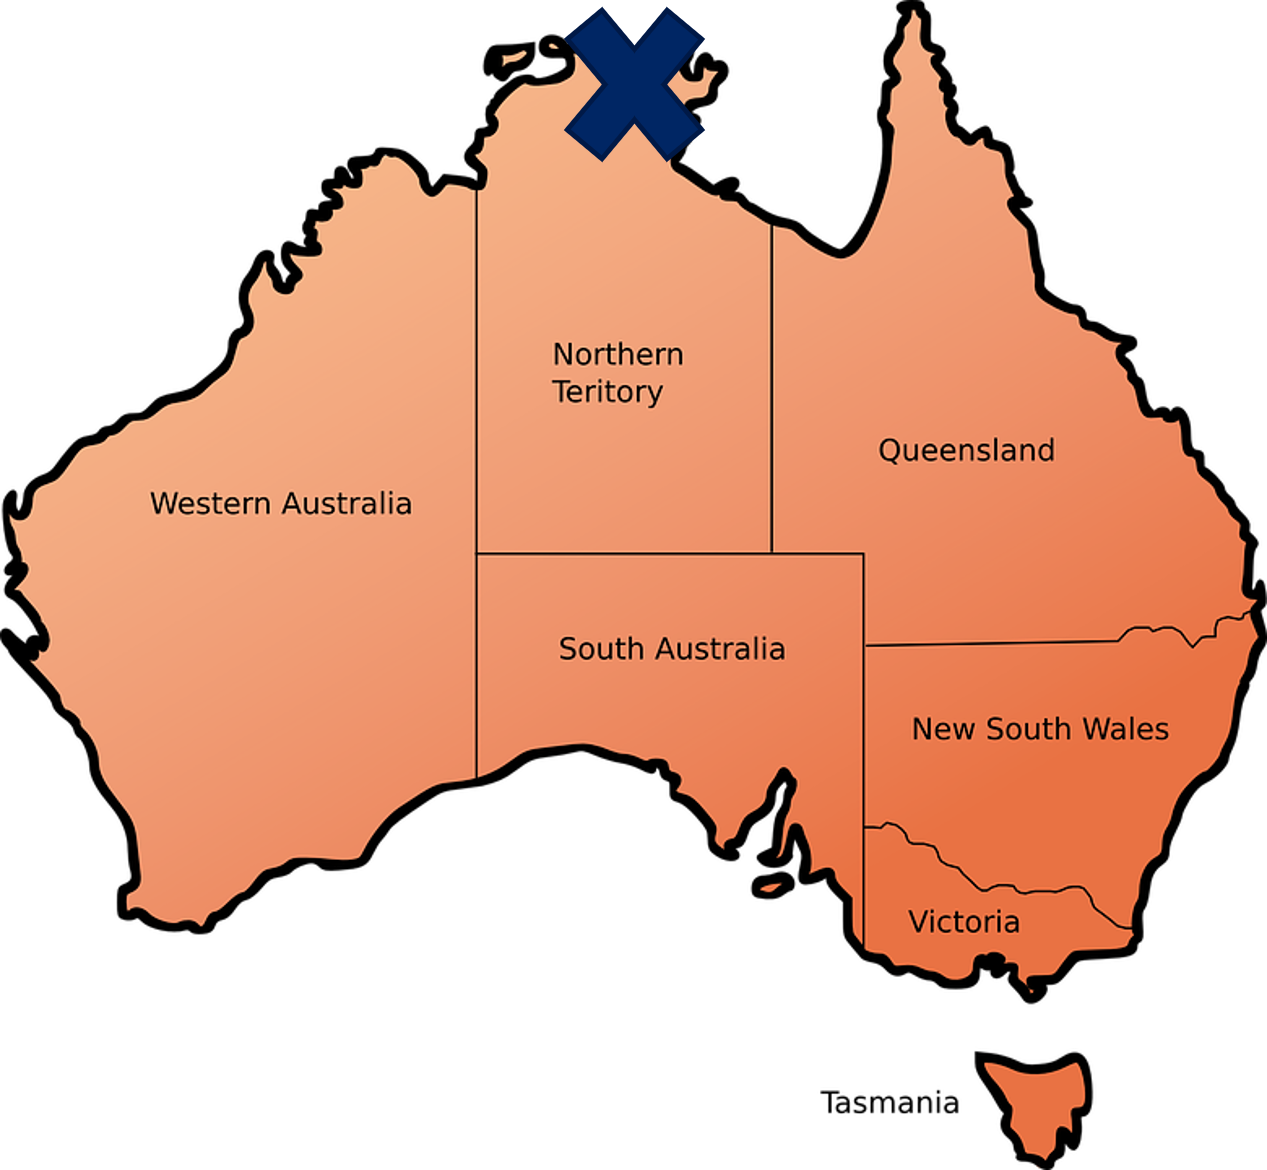 Northern
Teritory
Queensland
Western Australia
South Australia
New South Wales
Victoria
Tasmania